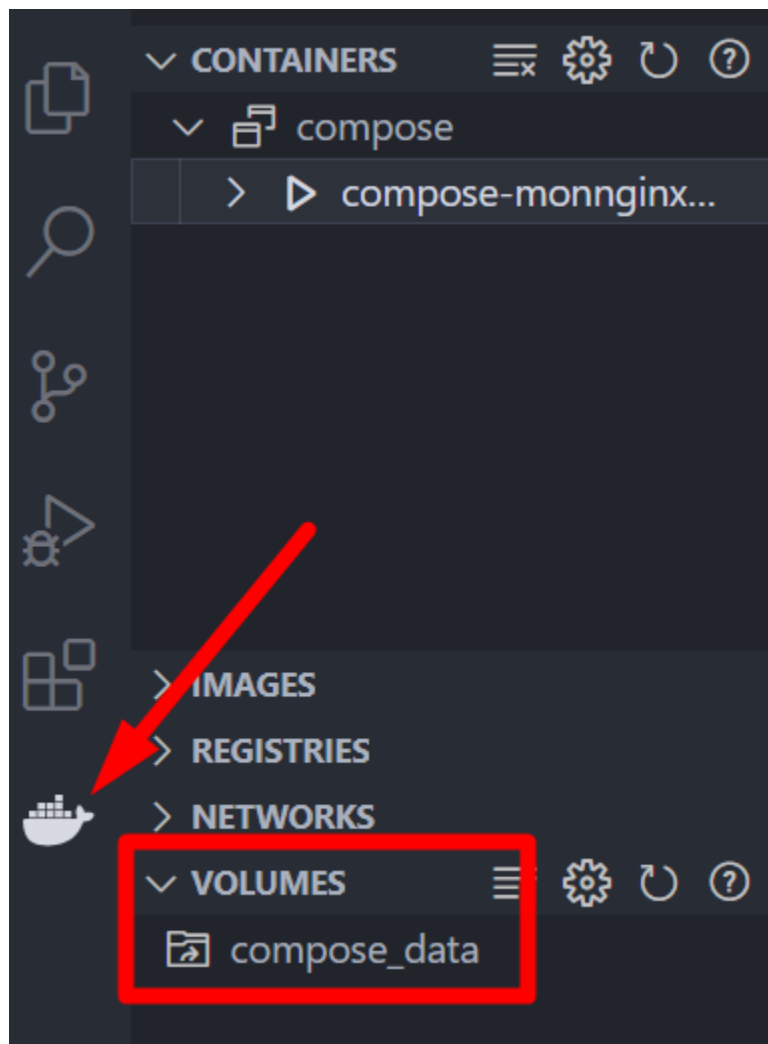 CONTAINERS
compose
compose-monnginx...
IMAGES
REGISTRIES
NETWORKS
VOLUMES
compose_data